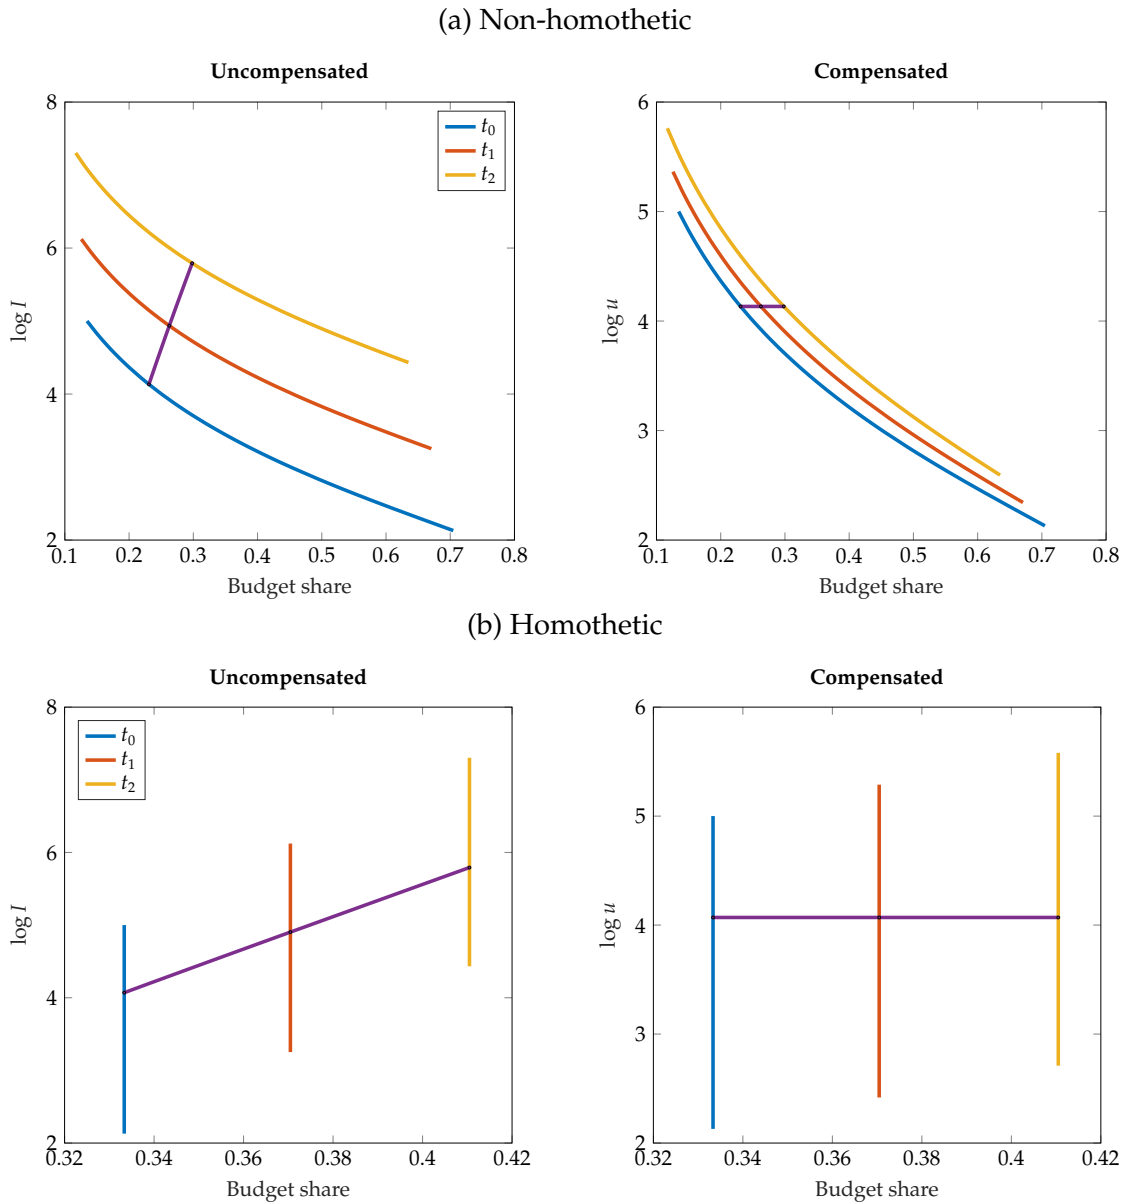 (a) Non-homothetic
Uncompensated
8
6
4
2
0.1 0.2 0.3 0.4 0.5 0.6 0.7 0.8
log I
Budget share
t0
t1
t2
Compensated
6
5
4
3
2
0.1 0.2 0.3 0.4 0.5 0.6 0.7 0.8
log u
Budget share
(b) Homothetic
Uncompensated
8
6
4
2
0.32 0.34 0.36 0.38 0.4 0.42
log I
Budget share
t0
t1
t2
Compensated
6
5
4
3
2
0.32 0.34 0.36 0.38 0.4 0.42
log u
Budget share